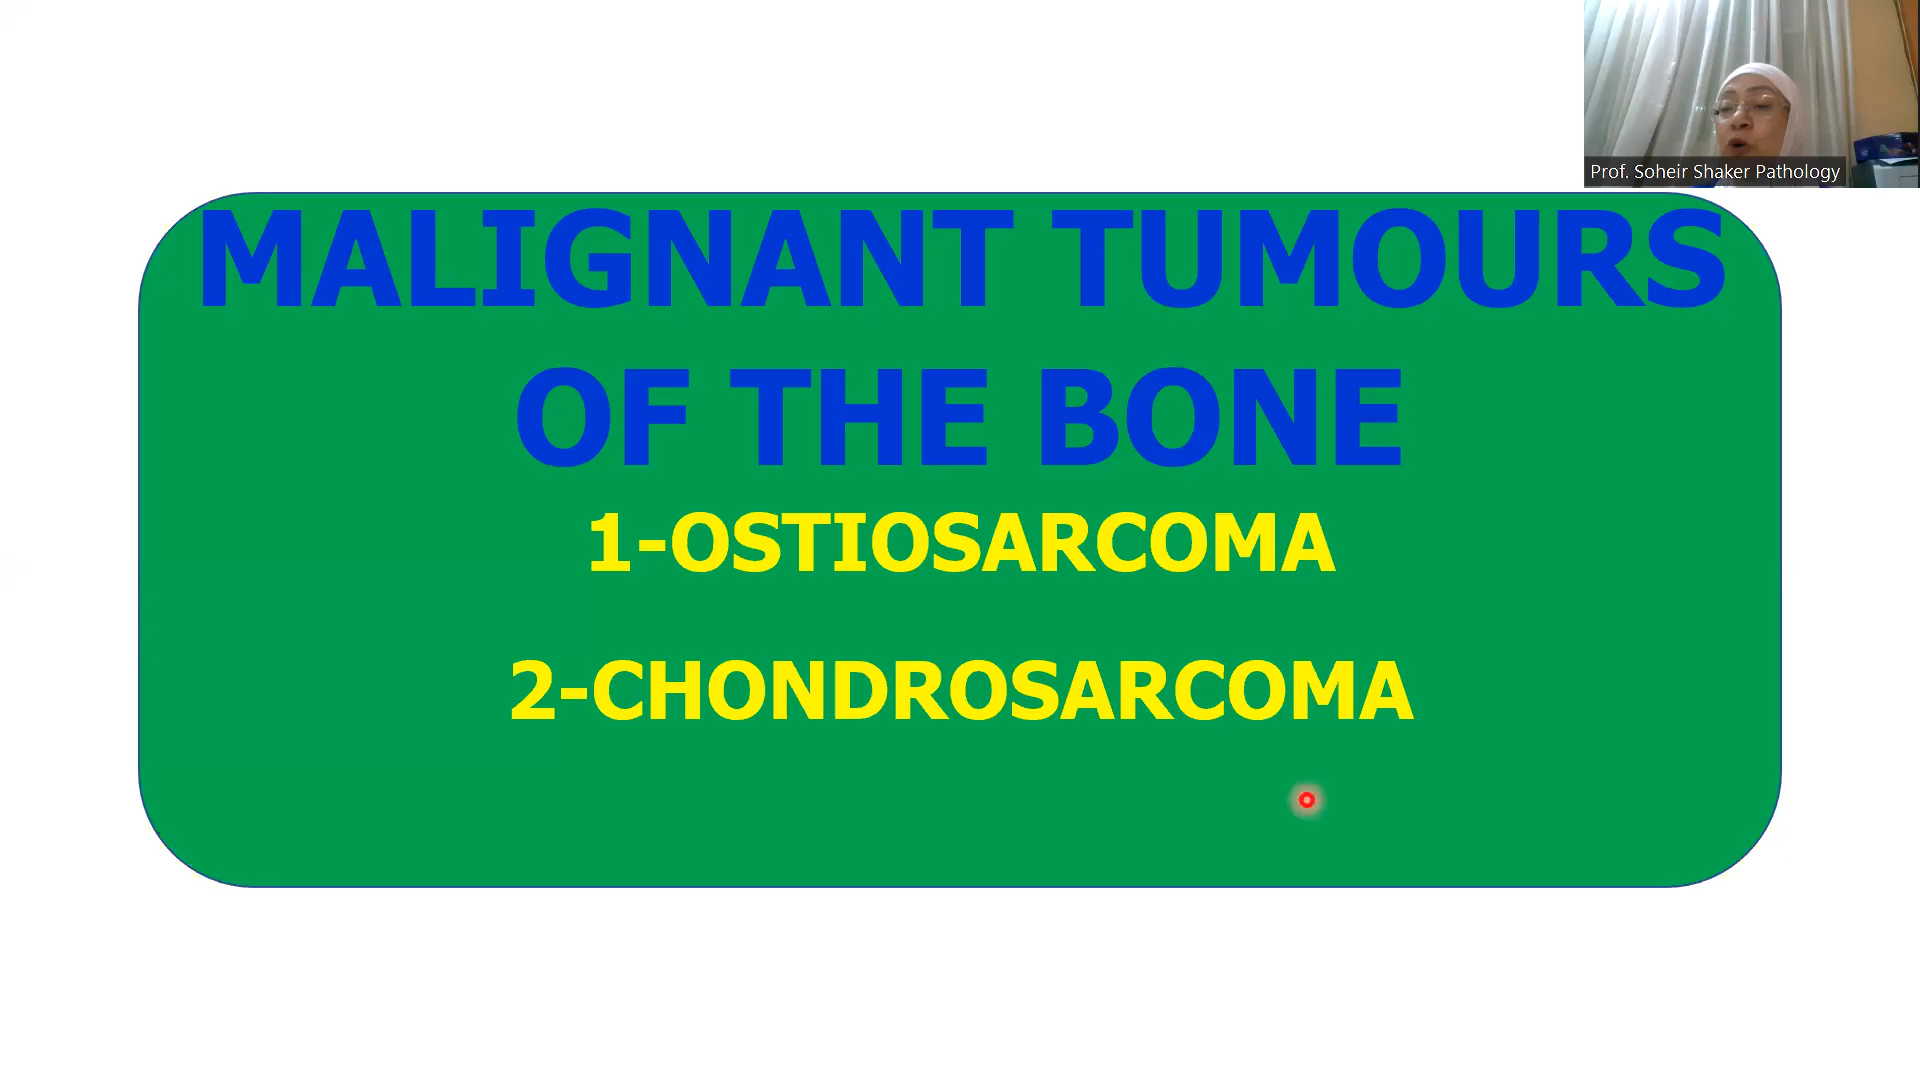 Prof. Soheir Shaker Pathology
MALIGNANT TUMOURS
OF THE BONE
1-OSTIOSARCOMA
2-CHONDROSARCOMA